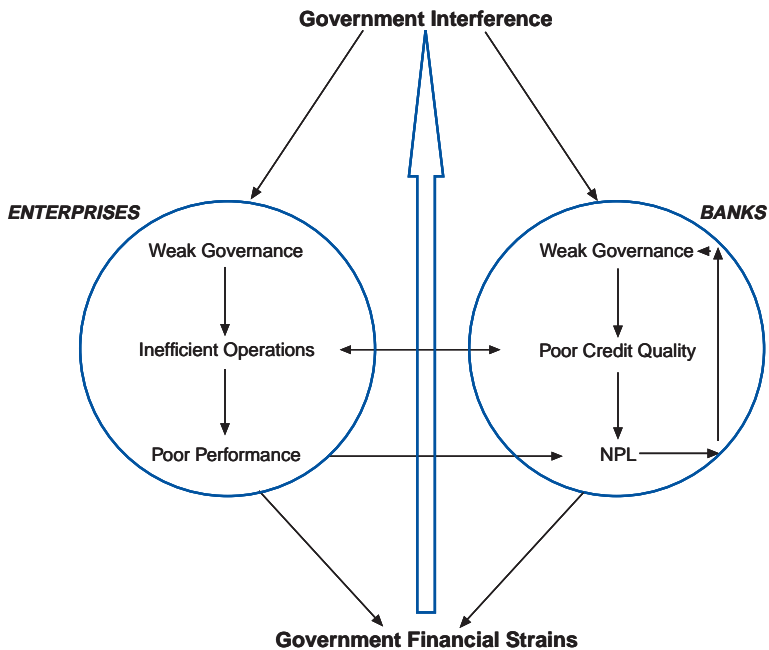 Government Interference
ENTERPRISES
BANKS
Weak Governance
Weak Governance
Inefficient Operations
Poor Credit Quality
Poor Performance
NPL
Government Financial Strains